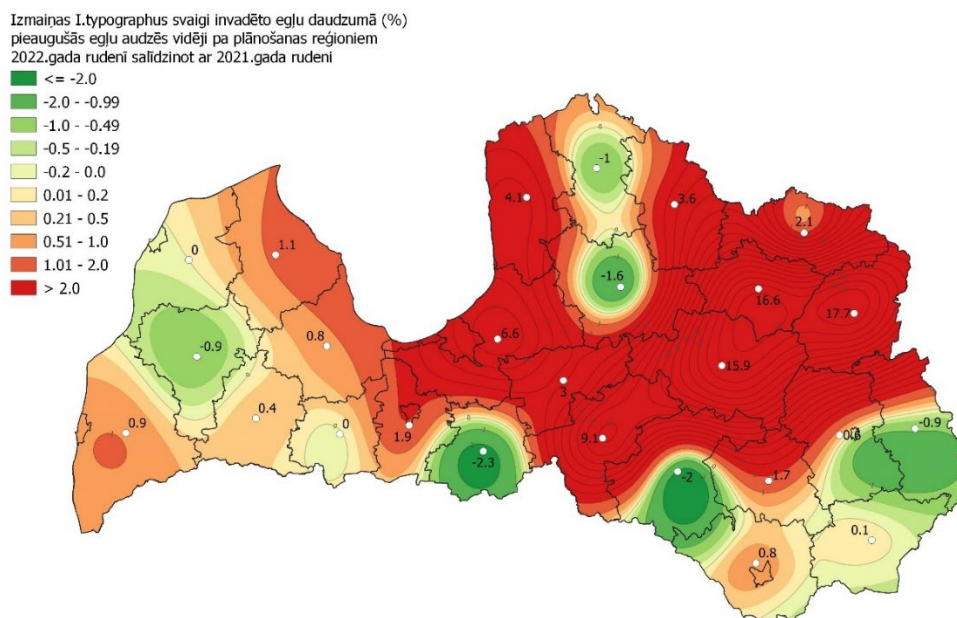 Izmaiņas I.typographus svaigi invadēto egļu daudzumā (%)
pieaugušās egļu audzēs vidēji pa plānošanas reģioniem
2022.gada rudenī salīdzinot ar 2021.gada rudeni
<= -2.0
-2.0 - -0.99
-1.0 - -0.49
-0.5 - -0.19
-0.2 - 0.0
0.01 - 0.2
0.21 - 0.5
0.51 - 1.0
1.01 - 2.0
> 2.0
-1
4.1
3.6
2.1
1.1
0
-1.6
16.6
17.7
0.8
6.6
-0.9
15.9
3
0.4
0.9
0
1.9
9.1
0.6
-0.9
-2.3
-2
1.7
0.1
0.8